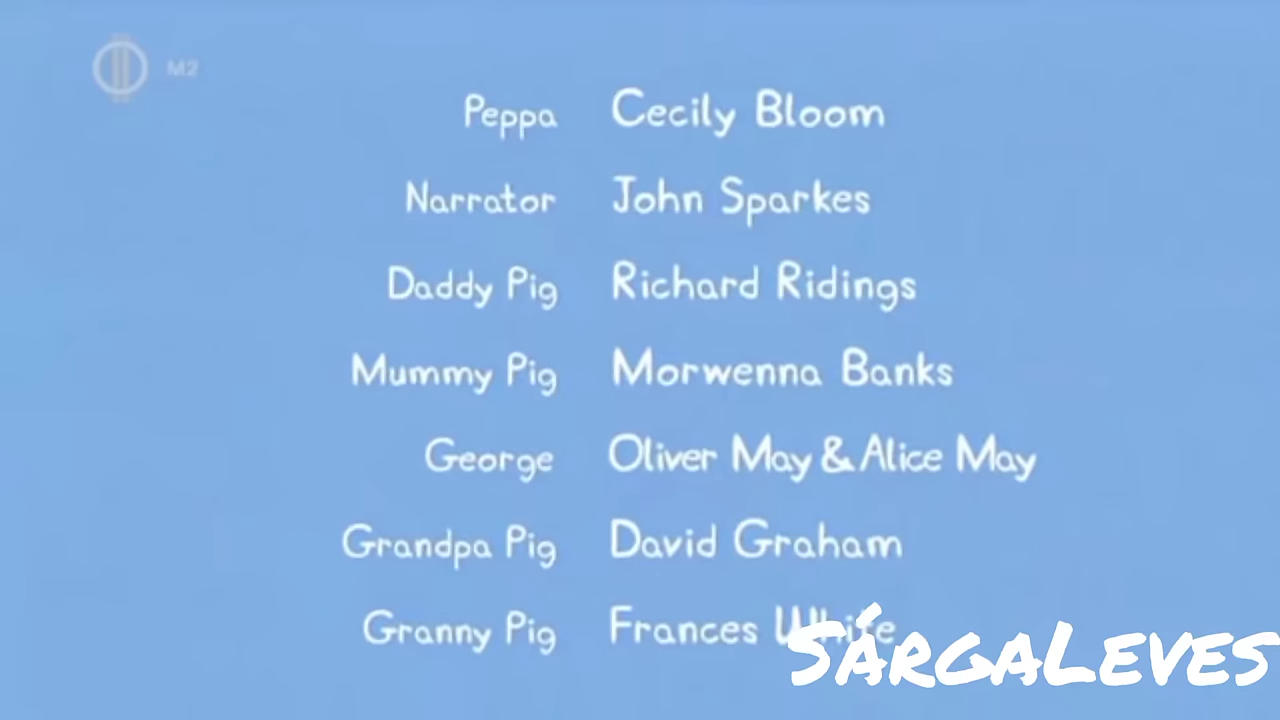 M2
Peppa Cecily Bloom
Narrator John Sparkes
Daddy Pig Richard Ridings
Mummy Pig Morwenna Banks
George Oliver May & Alice May
Grandpa Pig David Graham
Granny Pig Frances White
SÁRGALEVES